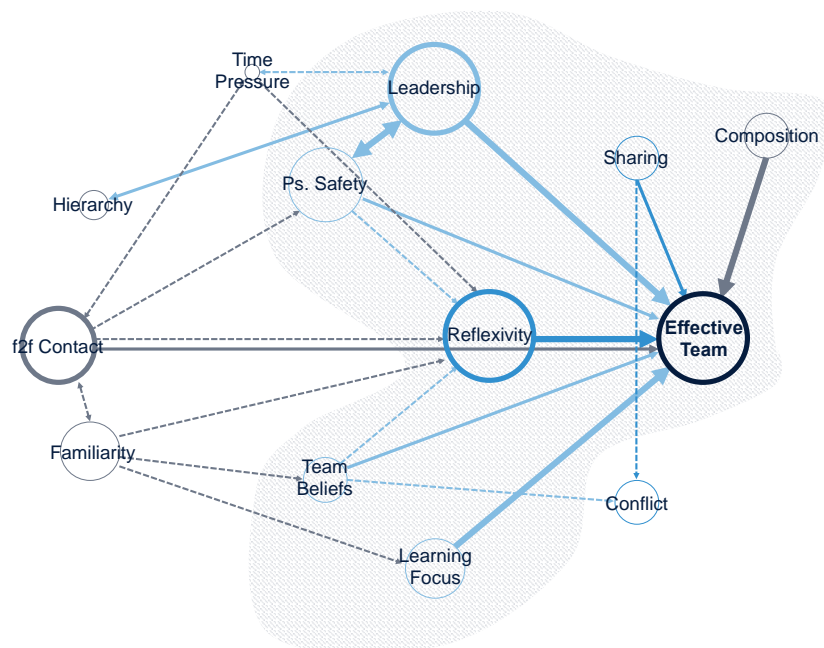 Time
Pressure
Leadership
Composition
Sharing
Ps. Safety
Hierarchy
Reflexivity
Effective
Team
f2f Contact
Familiarity
Team
Beliefs
Conflict
Learning
Focus